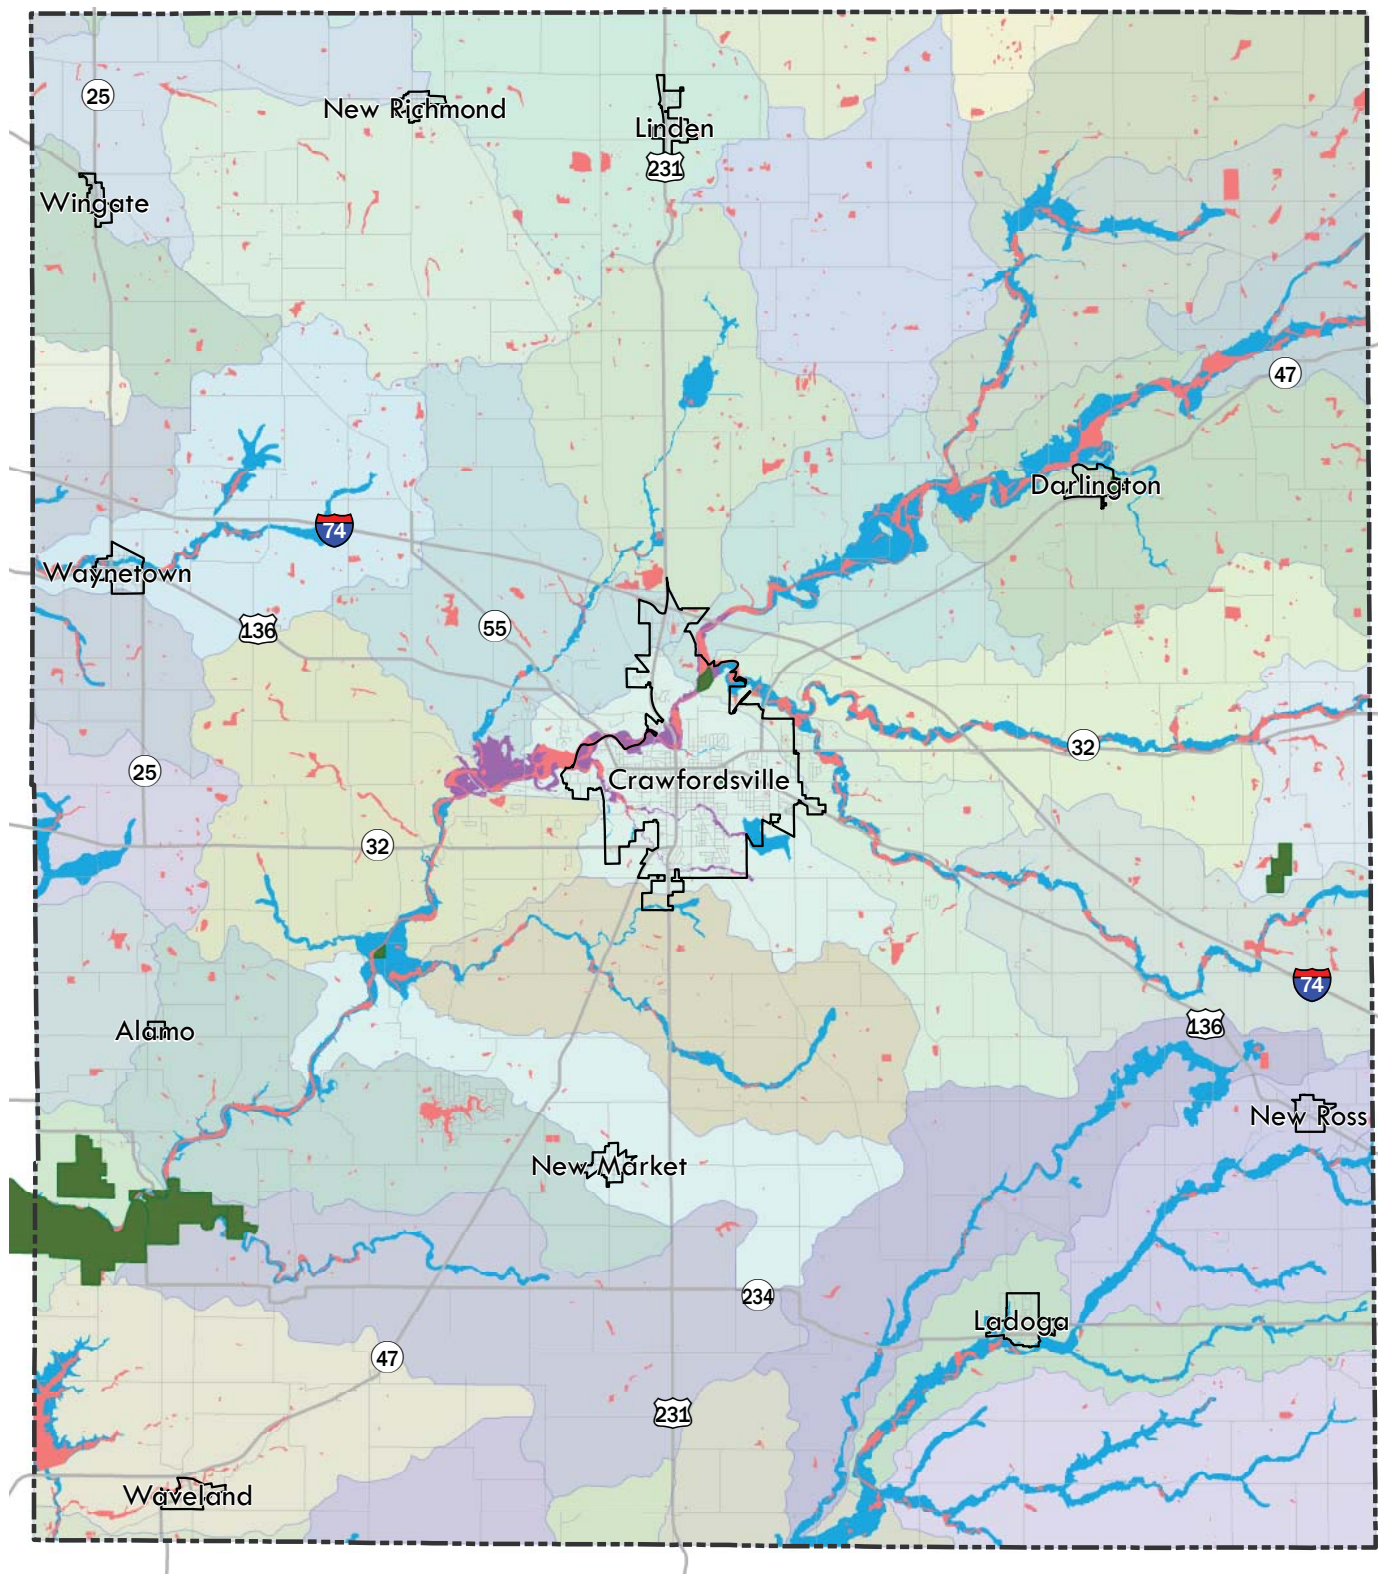 25
New Richmond
Linden
231
Wingate
47
Darlington
74
Waynetown
136
55
32
25
Crawfordsville
32
74
136
Alamo
New Ross
New Market
234
Ladoga
47
231
Waveland